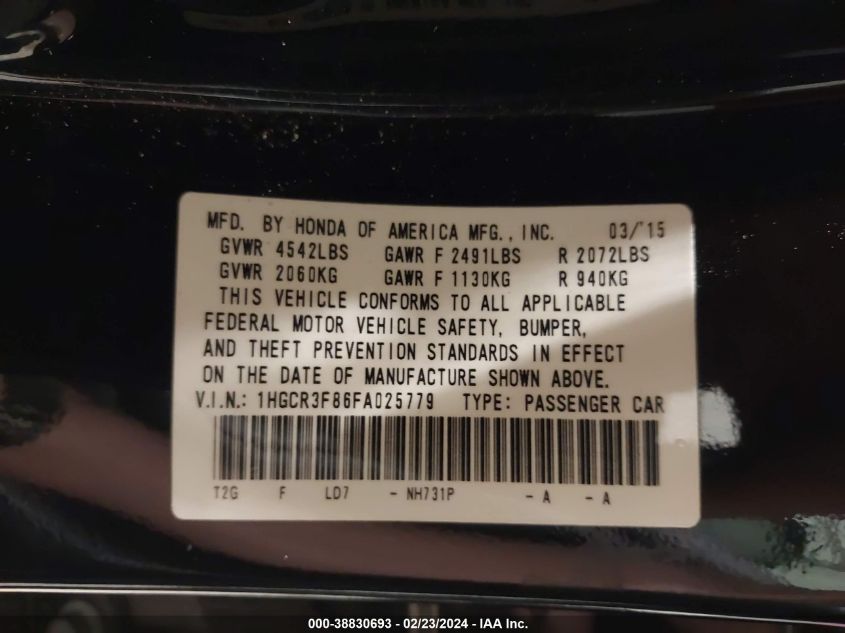 MFD. BY HONDA OF AMERICA MFG., INC. 03/'15
GVWR 4542LBS GAWR F 2491LBS R 2072LBS
GVWR 2060KG GAWR F 1130KG R 940KG
THIS VEHICLE CONFORMS TO ALL APPLICABLE
FEDERAL MOTOR VEHICLE SAFETY, BUMPER,
AND THEFT PREVENTION STANDARDS IN EFFECT
ON THE DATE OF MANUFACTURE SHOWN ABOVE.
V.I.N.: 1HGCR3F86FA025779 TYPE: PASSENGER CAR
T2G F LD7 - NH731P - A - A
000-38830693 - 02/23/2024 - IAA Inc.